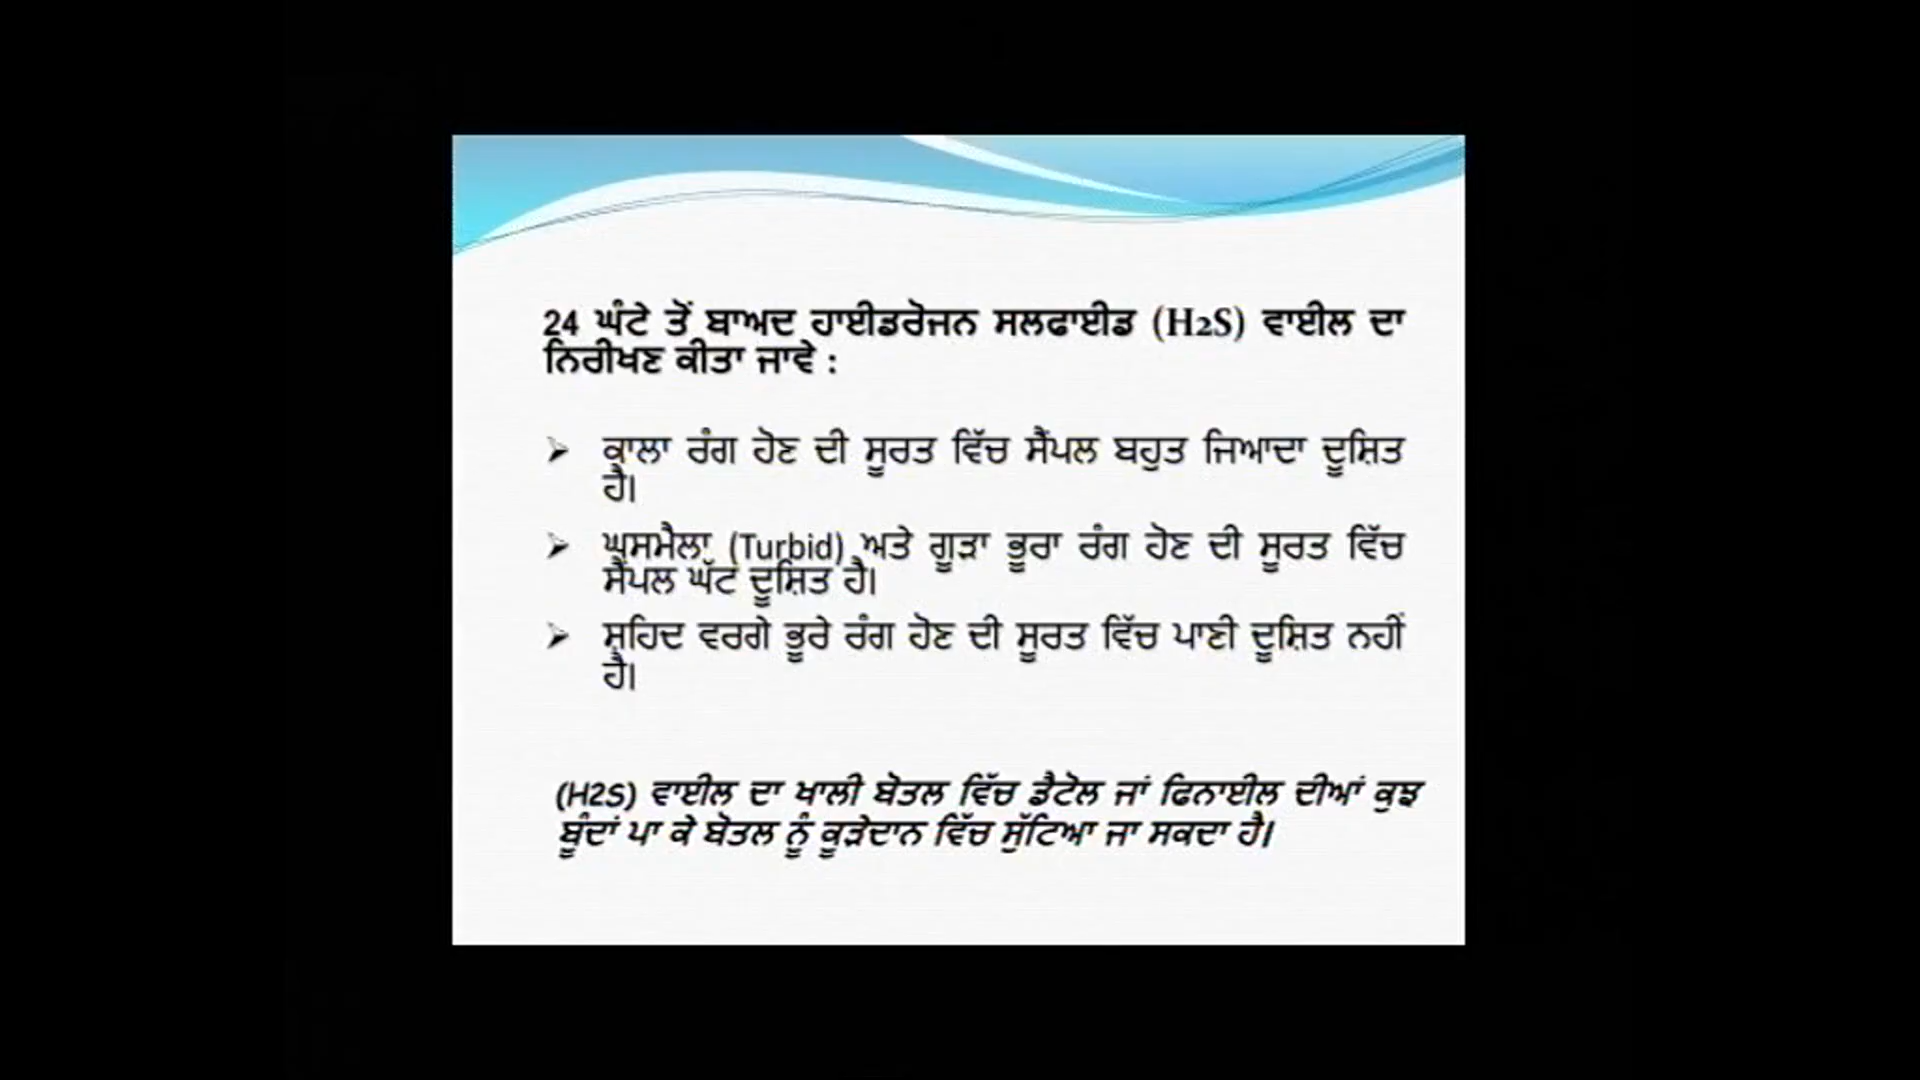 24 ਘੰਟੇ ਤੋਂ ਬਾਅਦ ਹਾਈਡਰੋਜਨ ਸਲਫਾਈਡ (H2S) ਵਾਈਲ ਦਾ
ਨਿਰੀਖਣ ਕੀਤਾ ਜਾਵੇ :
➢ ਕਾਲਾ ਰੰਗ ਹੋਣ ਦੀ ਸੂਰਤ ਵਿੱਚ ਸੈਂਪਲ ਬਹੁਤ ਜਿਆਦਾ ਦੂਸ਼ਿਤ
ਹੈ।
➢ ਘਸਮੈਲਾ (Turbid) ਅਤੇ ਗੂੜਾ ਭੂਰਾ ਰੰਗ ਹੋਣ ਦੀ ਸੂਰਤ ਵਿੱਚ
ਸੈਂਪਲ ਘੱਟ ਦੂਸ਼ਿਤ ਹੈ।
➢ ਸ਼ਹਿਦ ਵਰਗੇ ਭੂਰੇ ਰੰਗ ਹੋਣ ਦੀ ਸੂਰਤ ਵਿੱਚ ਪਾਣੀ ਦੂਸ਼ਿਤ ਨਹੀਂ
ਹੈ।
(H2S) ਵਾਈਲ ਦਾ ਖਾਲੀ ਬੋਤਲ ਵਿੱਚ ਡੈਟੋਲ ਜਾਂ ਫਿਨਾਈਲ ਦੀਆਂ ਕੁਝ
ਬੂੰਦਾਂ ਪਾ ਕੇ ਬੋਤਲ ਨੂੰ ਕੂੜੇਦਾਨ ਵਿੱਚ ਸੁੱਟਿਆ ਜਾ ਸਕਦਾ ਹੈ।